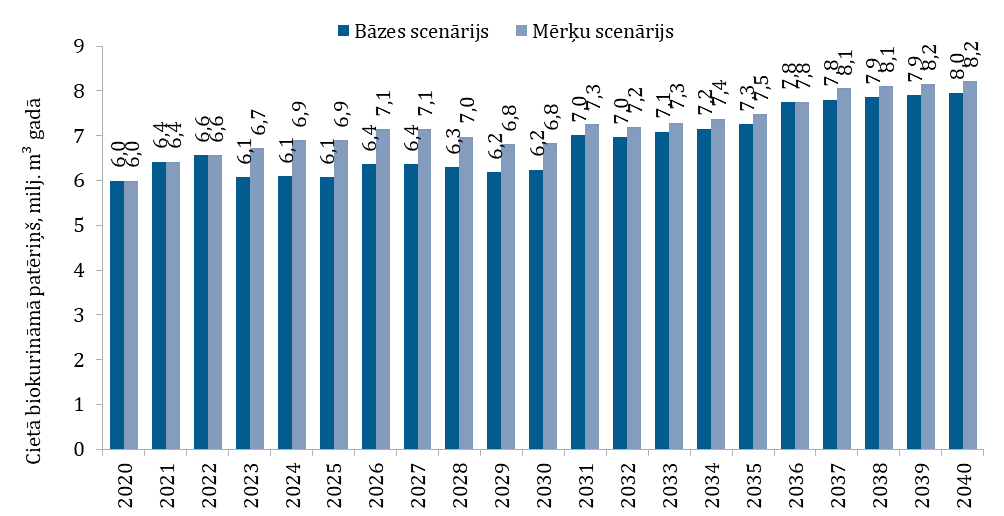 Bāzes scenārijs Mērķu scenārijs
Cietā biokurināmā patēriņš, milj. m³ gadā
9
8
7
6
5
4
3
2
1
0
6,0 6,0 6,4 6,4 6,6 6,6 6,1 6,7 6,1 6,9 6,1 6,9 6,4 7,1 6,4 7,1 6,3 7,0 6,2 6,8 6,2 6,8 7,0 7,3 7,0 7,2 7,1 7,3 7,2 7,4 7,3 7,5 7,8 7,8 7,8 8,1 7,9 8,1 7,9 8,2 8,0 8,2
2020 2021 2022 2023 2024 2025 2026 2027 2028 2029 2030 2031 2032 2033 2034 2035 2036 2037 2038 2039 2040